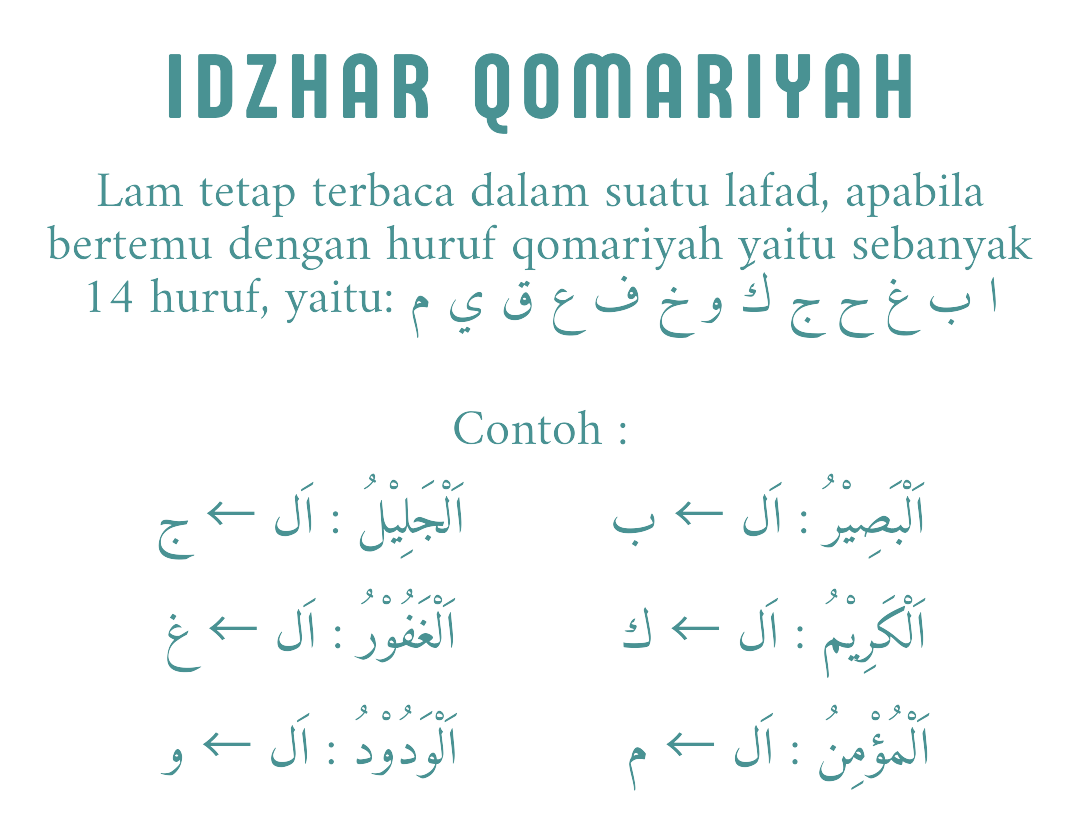 IDZHAR QOMARIYAH
Lam tetap terbaca dalam suatu lafad, apabila
bertemu dengan huruf qomariyah yaitu sebanyak
14 huruf, yaitu: ا ب غ ح ج كَ و خ ف ع ق ي م
Contoh :
اَلْبَصِيْرُ : اَل ← ب
اَلْجَلِيْلُ : اَل ← ج
اَلْكَرِيْمُ : اَل ← ك
اَلْغَفُوْرُ : اَل ← غ
اَلْمُؤْمِنُ : اَل ← م
اَلْوَدُوْدُ : اَل ← و